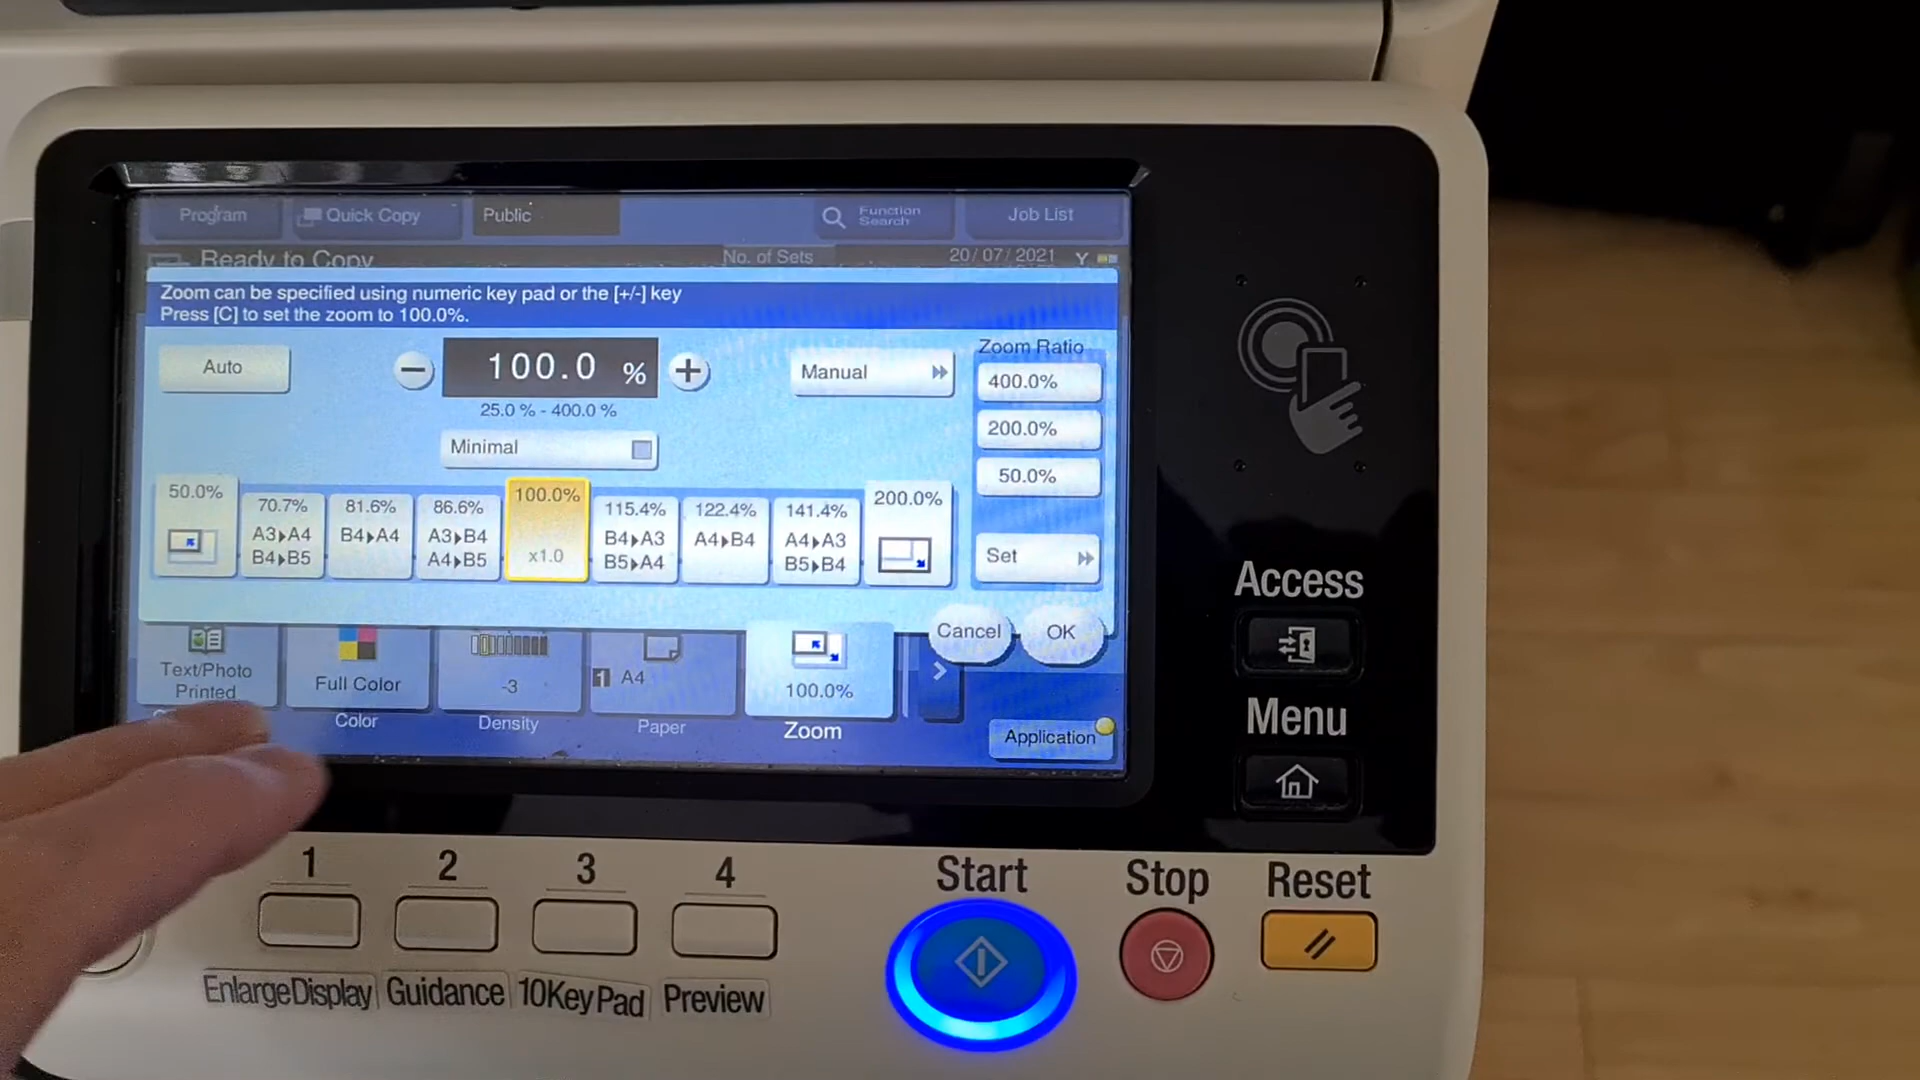 Program
Quick Copy
Public
Function Search
Job List
Ready to Copy
No. of Sets
20/07/2021
Y
Zoom can be specified using numeric key pad or the [+/-] key
Press [C] to set the zoom to 100.0%.
Auto
100.0 %
25.0 % - 400.0 %
Minimal
Manual
Zoom Ratio
400.0%
200.0%
50.0%
Set
50.0%
70.7%
A3▸A4
B4▸B5
81.6%
B4▸A4
86.6%
A3▸B4
A4▸B5
100.0%
x1.0
115.4%
B4▸A3
B5▸A4
122.4%
A4▸B4
141.4%
A4▸A3
B5▸B4
200.0%
Cancel
OK
Text/Photo
Printed
Full Color
Color
-3
Density
1 A4
Paper
100.0%
Zoom
Application
Access
Menu
1
2
3
4
Start
Stop
Reset
EnlargeDisplay
Guidance
10KeyPad
Preview